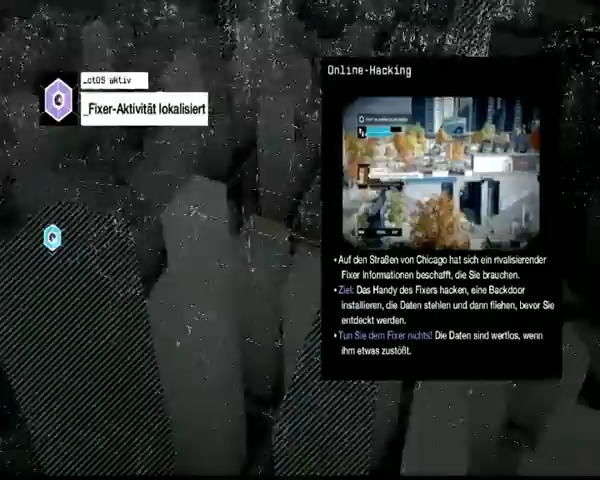 _ctOS aktiv
_Fixer-Aktivität lokalisiert
Online-Hacking
• Auf den Straßen von Chicago hat sich ein rivalisierender
Fixer Informationen beschafft, die Sie brauchen.
• Ziel: Das Handy des Fixers hacken, eine Backdoor
installieren, die Daten stehlen und dann fliehen, bevor Sie
entdeckt werden.
• Tun Sie dem Fixer nichts! Die Daten sind wertlos, wenn
ihm etwas zustößt.